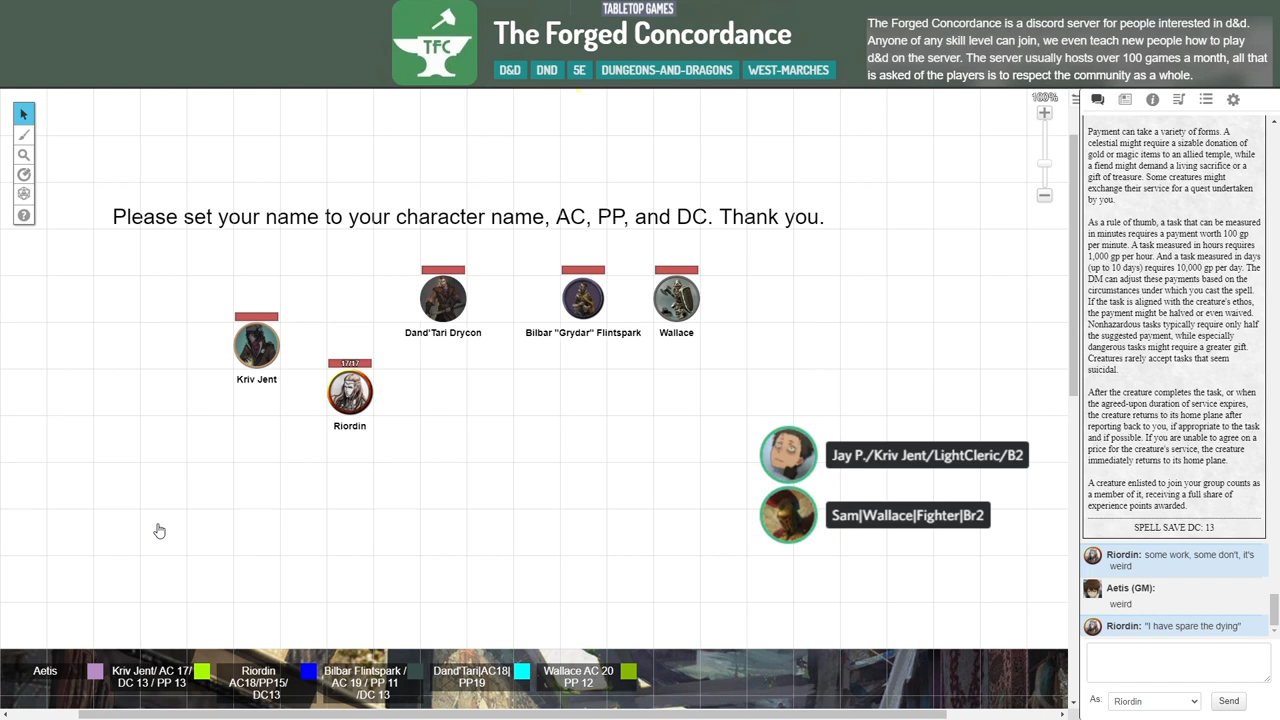 TABLETOP GAMES
TFC
The Forged Concordance
D&D DND 5E DUNGEONS-AND-DRAGONS WEST-MARCHES
The Forged Concordance is a discord server for people interested in d&d.
Anyone of any skill level can join, we even teach new people how to play
d&d on the server. The server usually hosts over 100 games a month, all that
is asked of the players is to respect the community as a whole.
100%
Please set your name to your character name, AC, PP, and DC. Thank you.
Dand'Tari Drycon
Bilbar "Grydar" Flintspark
Wallace
Kriv Jent
17/17
Riordin
Jay P./Kriv Jent/LightCleric/B2
Sam|Wallace|Fighter|Br2
Payment can take a variety of forms. A
celestial might require a sizable donation of
gold or magic items to an allied temple, while
a fiend might demand a living sacrifice or a
gift of treasure. Some creatures might
exchange their service for a quest undertaken
by you.
As a rule of thumb, a task that can be measured
in minutes requires a payment worth 100 gp
per minute. A task measured in hours requires
1,000 gp per hour. And a task measured in days
(up to 10 days) requires 10,000 gp per day. The
DM can adjust these payments based on the
circumstances under which you cast the spell.
If the task is aligned with the creature's ethos,
the payment might be halved or even waived.
Nonhazardous tasks typically require only half
the suggested payment, while especially
dangerous tasks might require a greater gift.
Creatures rarely accept tasks that seem
suicidal.
After the creature completes the task, or when
the agreed-upon duration of service expires,
the creature returns to its home plane after
reporting back to you, if appropriate to the task
and if possible. If you are unable to agree on a
price for the creature's service, the creature
immediately returns to its home plane.
A creature enlisted to join your group counts as
a member of it, receiving a full share of
experience points awarded.
SPELL SAVE DC: 13
Riordin: some work, some don't, it's
weird
Aetis (GM):
weird
Riordin: "I have spare the dying"
As: Riordin Send
Aetis
Kriv Jent/ AC 17/
DC 13 / PP 13
Riordin
AC18/PP15/
DC13
Bilbar Flintspark /
AC 19 / PP 11
/DC 13
Dand'Tari|AC18|
PP19
Wallace AC 20
PP 12